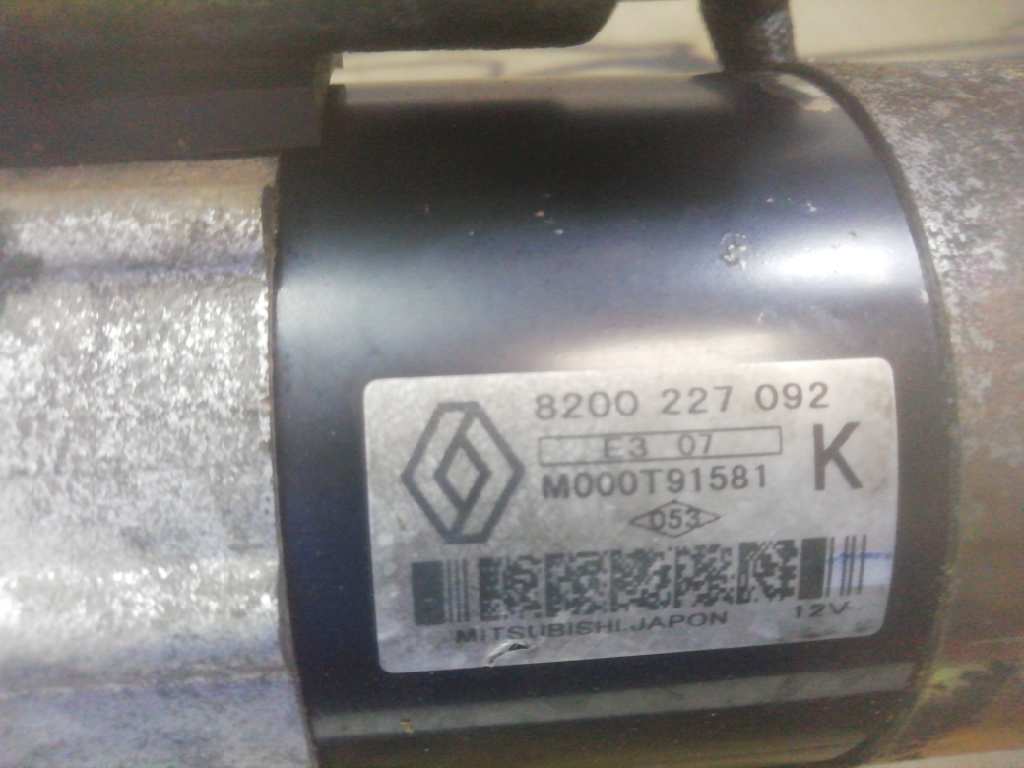 8200 227 092
E3 07
K
M000T91581
053
MITSUBISHI.JAPON
12V